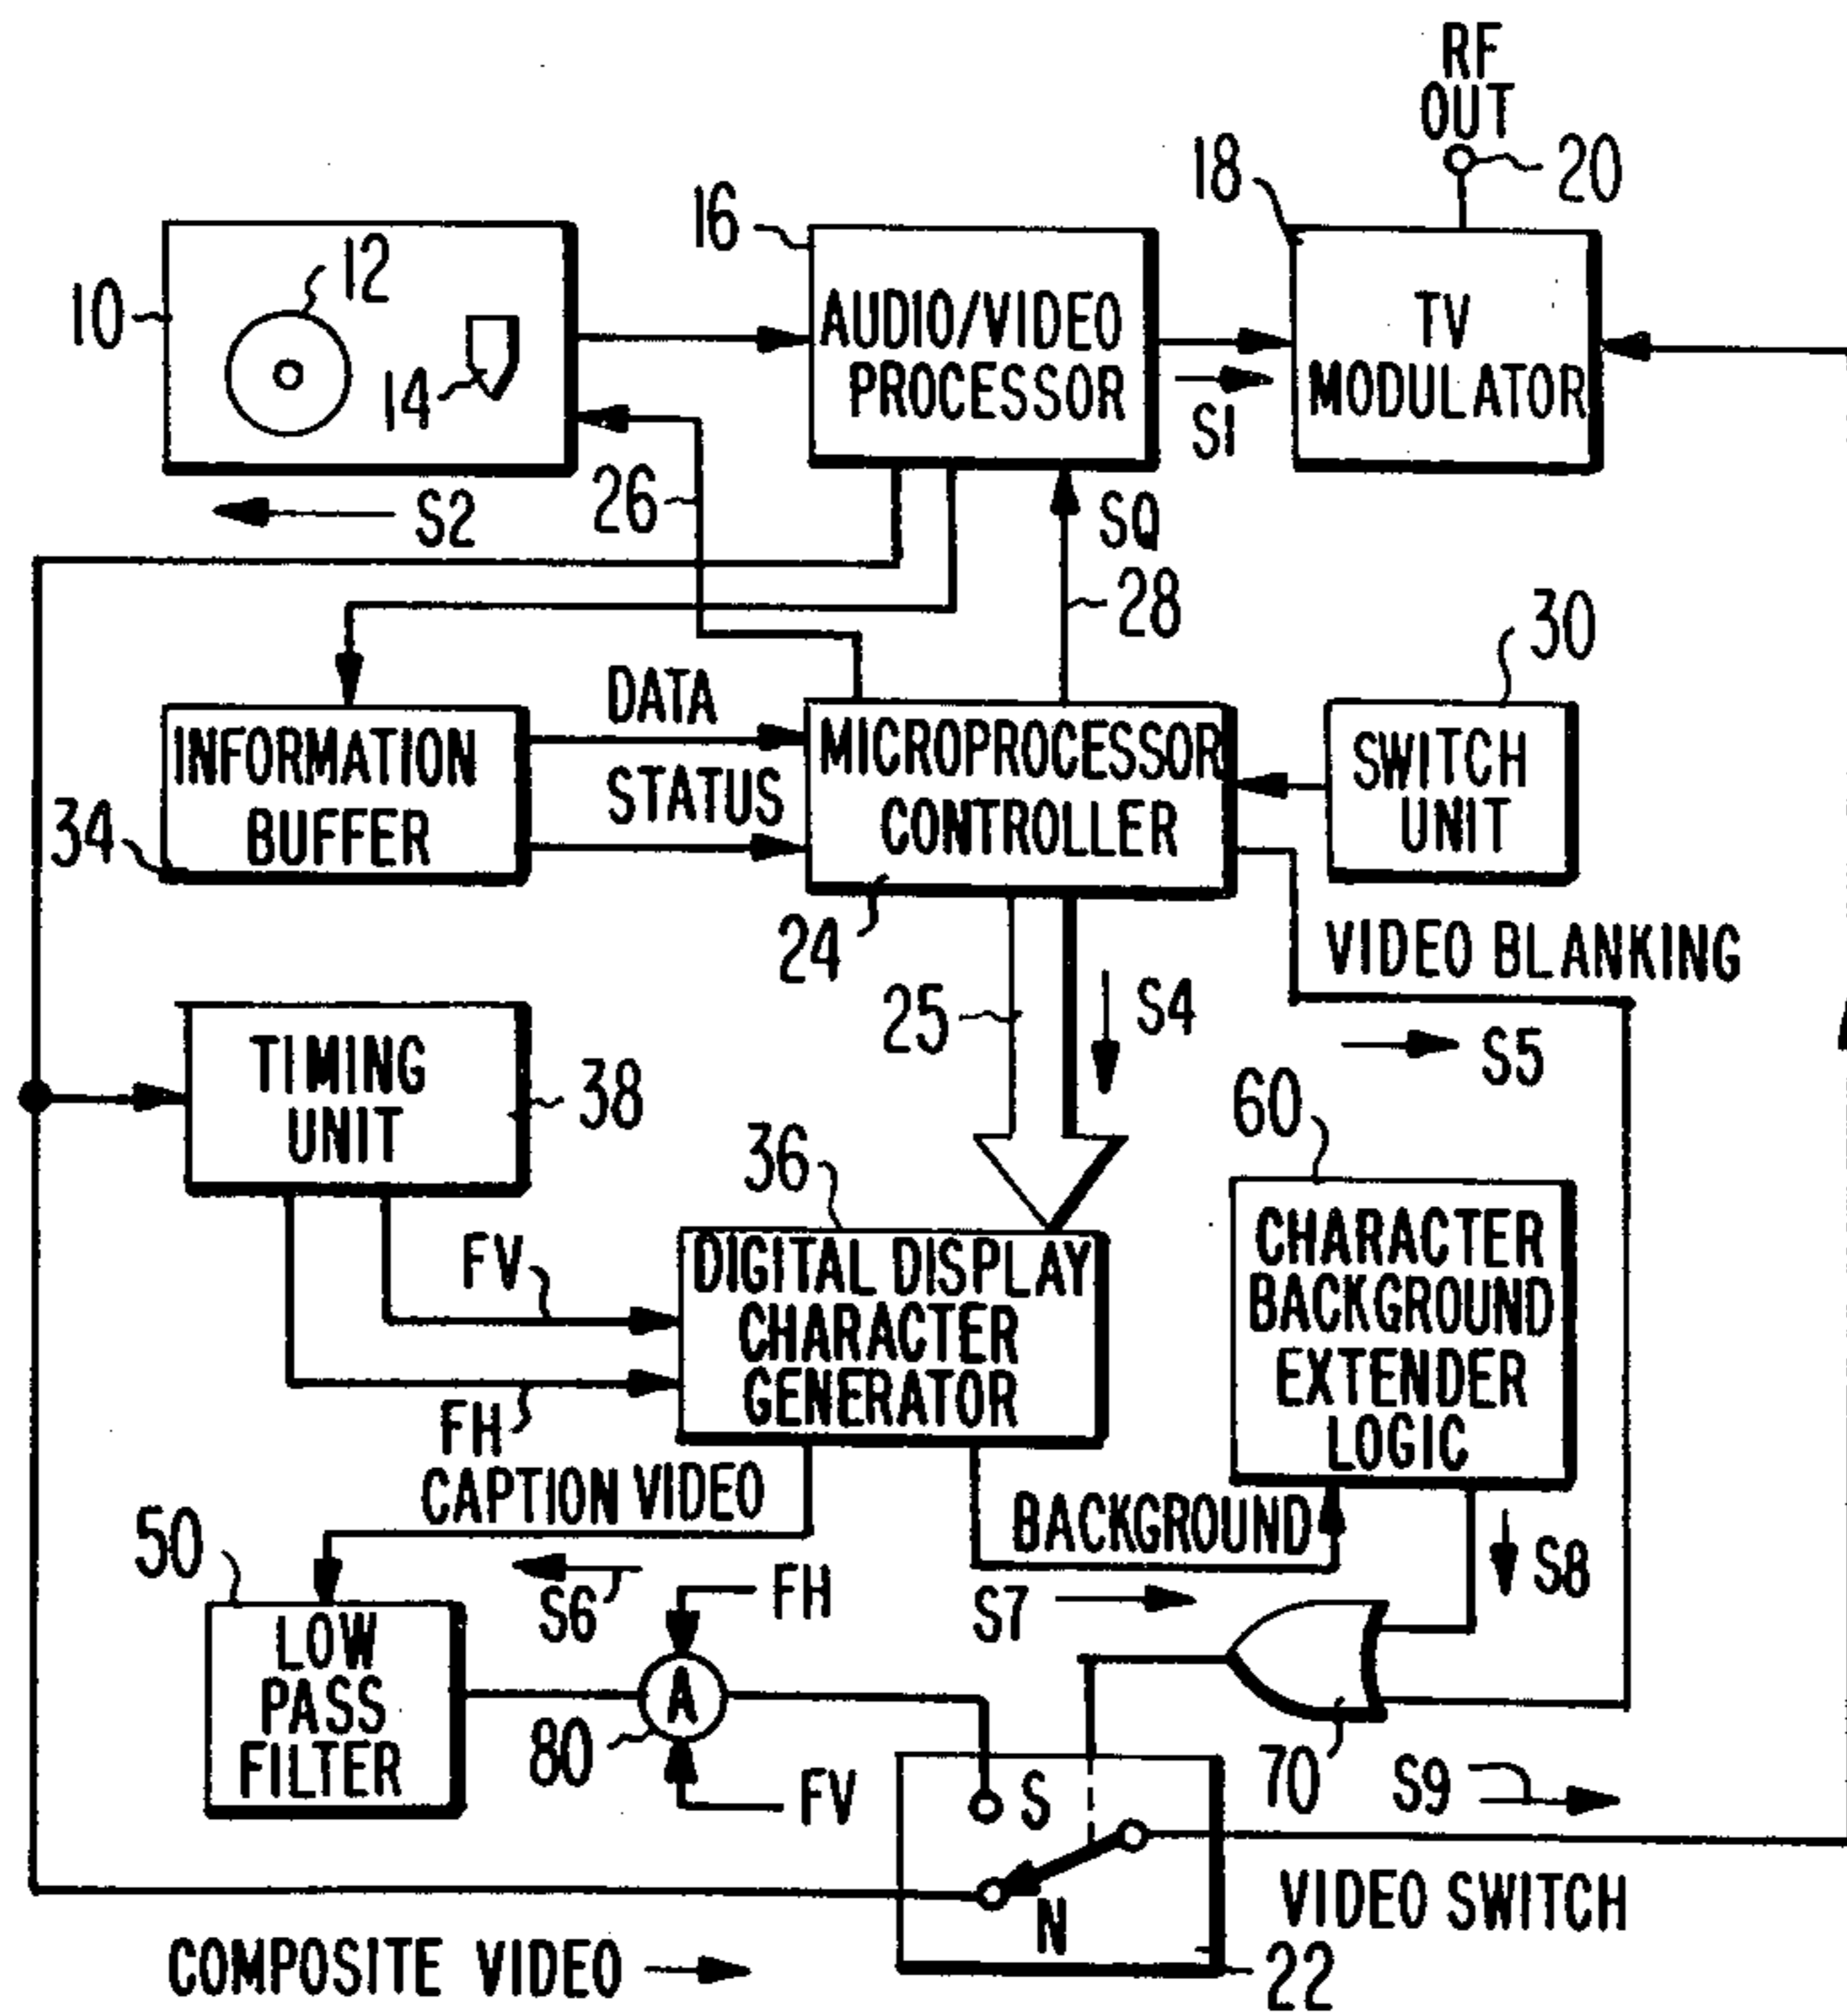 RF
OUT
20
18
16
12
10
14
AUDIO/VIDEO
PROCESSOR
TV
MODULATOR
S1
S2
26
SQ
28
30
DATA
STATUS
INFORMATION
BUFFER
34
MICROPROCESSOR
CONTROLLER
24
SWITCH
UNIT
VIDEO BLANKING
25
S4
S5
TIMING
UNIT
38
60
36
FV
FH
DIGITAL DISPLAY
CHARACTER
GENERATOR
CHARACTER
BACKGROUND
EXTENDER
LOGIC
CAPTION VIDEO
BACKGROUND
50
S6
FH
S7
S8
LOW
PASS
FILTER
A
80
FV
70
S9
S
N
VIDEO SWITCH
22
COMPOSITE VIDEO